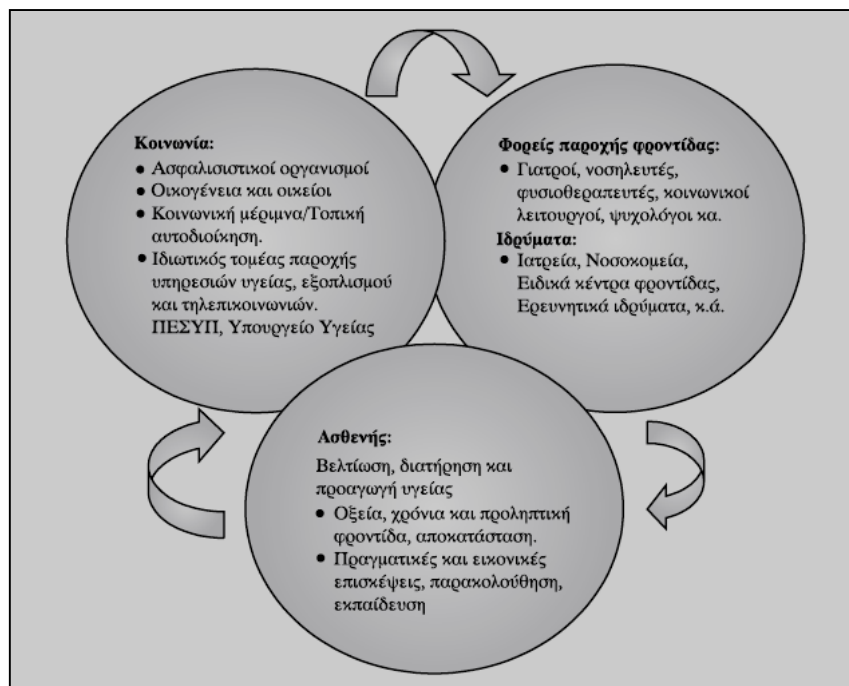 Κοινωνία:
● Ασφαλισιστικοί οργανισμοί
● Οικογένεια και οικείοι
● Κοινωνική μέριμνα/Τοπική
αυτοδιοίκηση.
● Ιδιωτικός τομέας παροχής
υπηρεσιών υγείας, εξοπλισμού
και τηλεπικοινωνιών.
ΠΕΣΥΠ, Υπουργείο Υγείας
Φορείς παροχής φροντίδας:
● Γιατροί, νοσηλευτές,
φυσιοθεραπευτές, κοινωνικοί
λειτουργοί, ψυχολόγοι κα.
Ιδρύματα:
● Ιατρεία, Νοσοκομεία,
Ειδικά κέντρα φροντίδας,
Ερευνητικά ιδρύματα, κ.ά.
Ασθενής:
Βελτίωση, διατήρηση και
προαγωγή υγείας
● Οξεία, χρόνια και προληπτική
φροντίδα, αποκατάσταση.
● Πραγματικές και εικονικές
επισκέψεις, παρακολούθηση,
εκπαίδευση